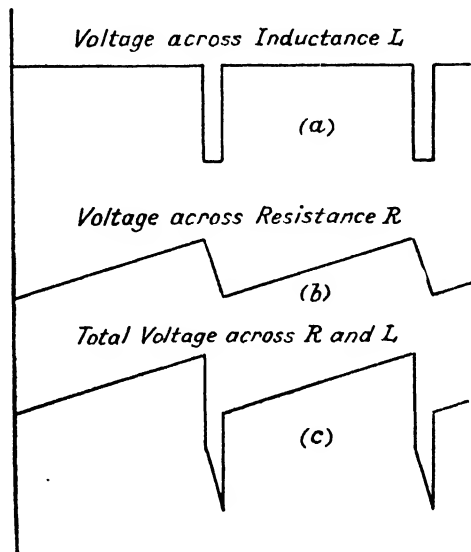 Voltage across Inductance L
(a)
Voltage across Resistance R
(b)
Total Voltage across R and L
(c)